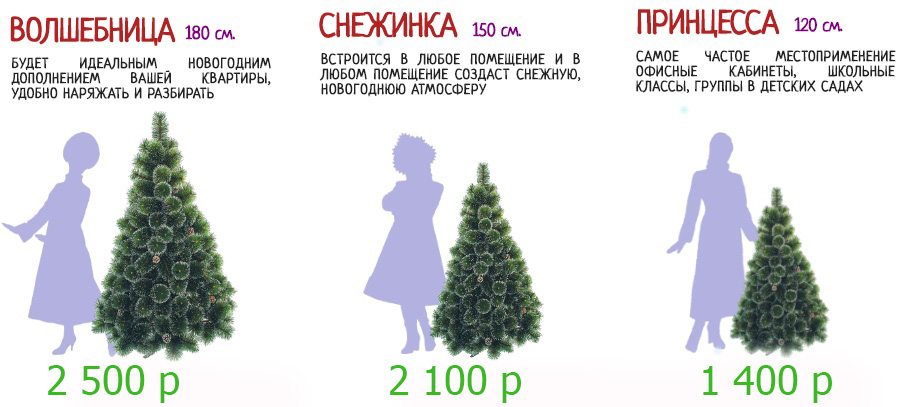 ВОЛШЕБНИЦА 180 см.
БУДЕТ ИДЕАЛЬНЫМ НОВОГОДНИМ
ДОПОЛНЕНИЕМ ВАШЕЙ КВАРТИРЫ,
УДОБНО НАРЯЖАТЬ И РАЗБИРАТЬ
2 500 р
СНЕЖИНКА 150 см.
ВСТРОИТСЯ В ЛЮБОЕ ПОМЕЩЕНИЕ И В
ЛЮБОМ ПОМЕЩЕНИЕ СОЗДАСТ СНЕЖНУЮ,
НОВОГОДНЮЮ АТМОСФЕРУ
2 100 р
ПРИНЦЕССА 120 см.
САМОЕ ЧАСТОЕ МЕСТОПРИМЕНЕНИЕ
ОФИСНЫЕ КАБИНЕТЫ, ШКОЛЬНЫЕ
КЛАССЫ, ГРУППЫ В ДЕТСКИХ САДАХ
1 400 р